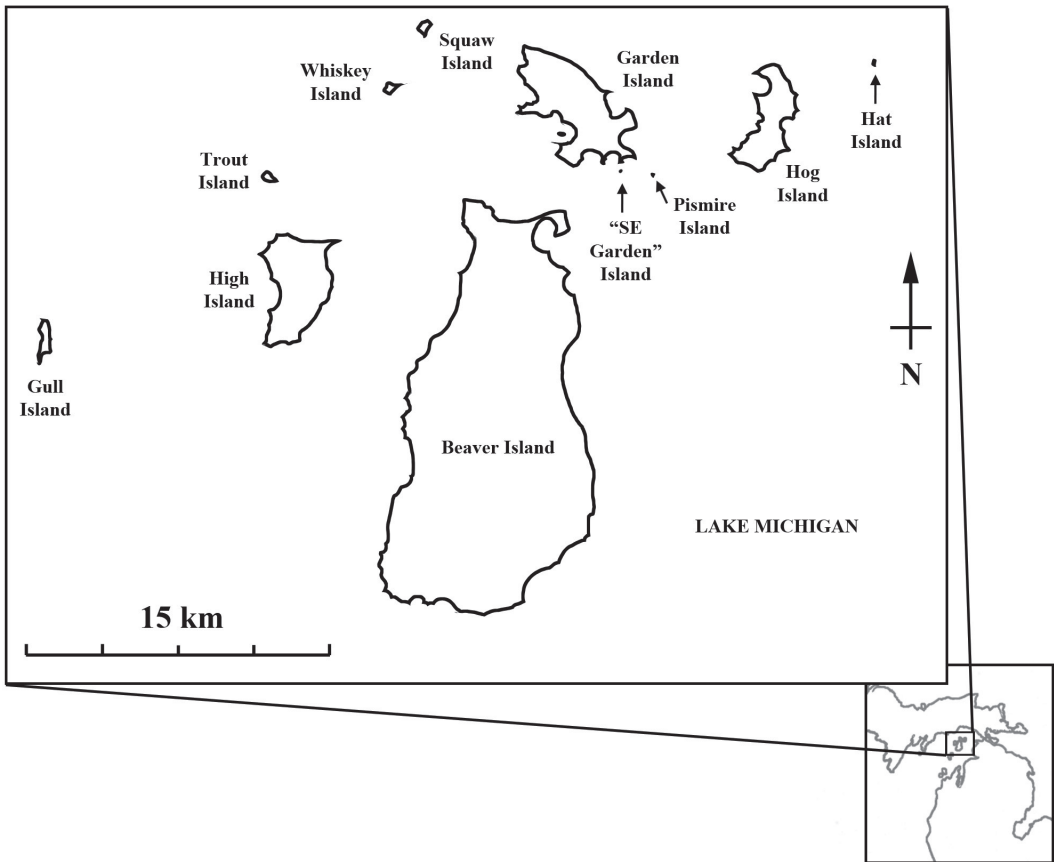 Squaw
Island
Garden
Island
Whiskey
Island
Hat
Island
Trout
Island
Hog
Island
Pismire
Island
“SE
Garden”
Island
High
Island
N
Gull
Island
Beaver Island
LAKE MICHIGAN
15 km